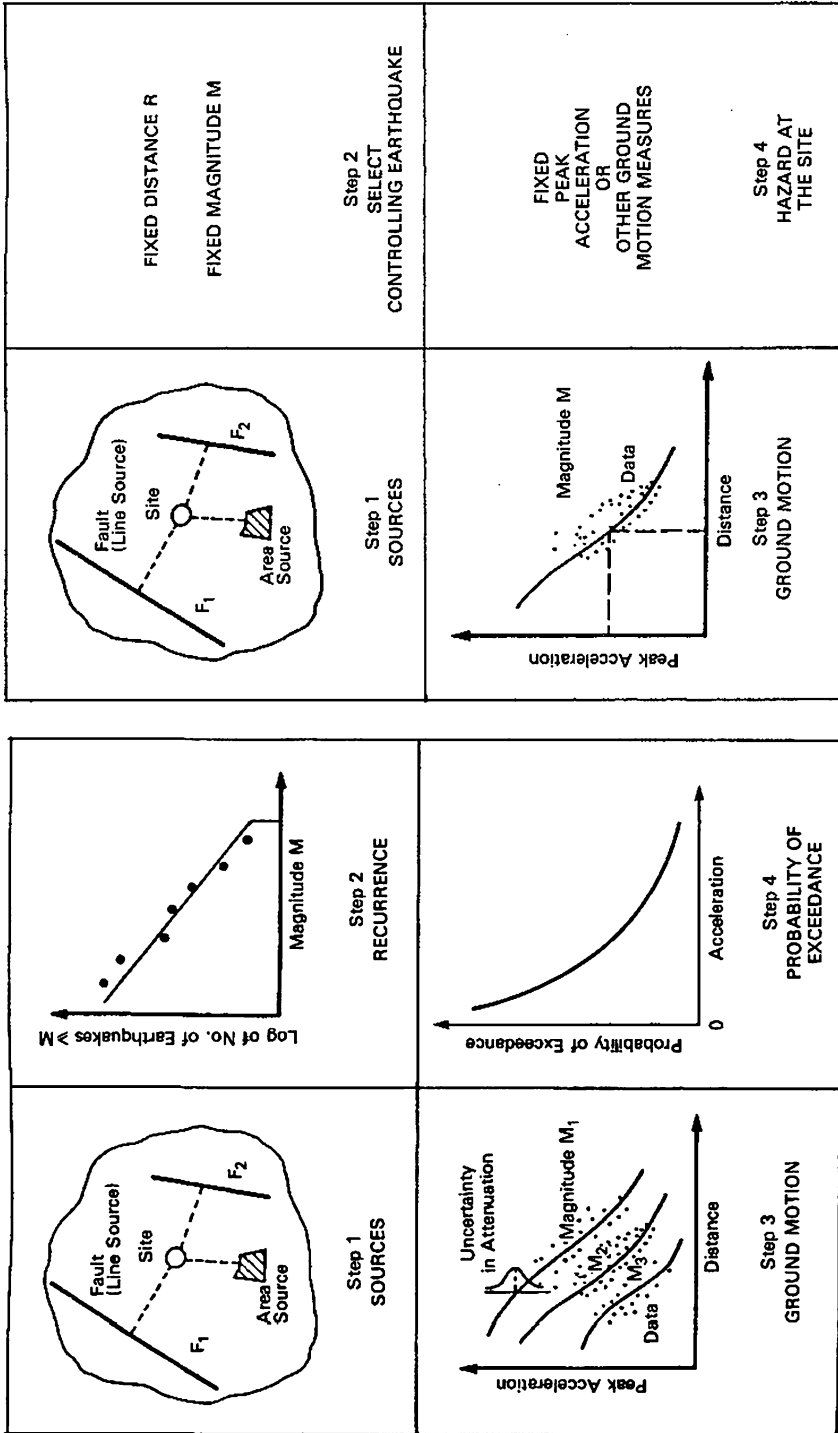 Fault
(Line Source)
Site
F1
F2
Area
Source
Step 1
SOURCES
Log of No. of Earthquakes ⩾ M
Magnitude M
Step 2
RECURRENCE
Peak Acceleration
Uncertainty
in Attenuation
Magnitude M1
M2
M3
Data
Distance
Step 3
GROUND MOTION
Probability of Exceedance
0
Acceleration
Step 4
PROBABILITY OF
EXCEEDANCE
Fault
(Line Source)
Site
F1
F2
Area
Source
Step 1
SOURCES
FIXED DISTANCE R
FIXED MAGNITUDE M
Step 2
SELECT
CONTROLLING EARTHQUAKE
Peak Acceleration
Magnitude M
Data
Distance
Step 3
GROUND MOTION
FIXED
PEAK
ACCELERATION
OR
OTHER GROUND
MOTION MEASURES
Step 4
HAZARD AT
THE SITE